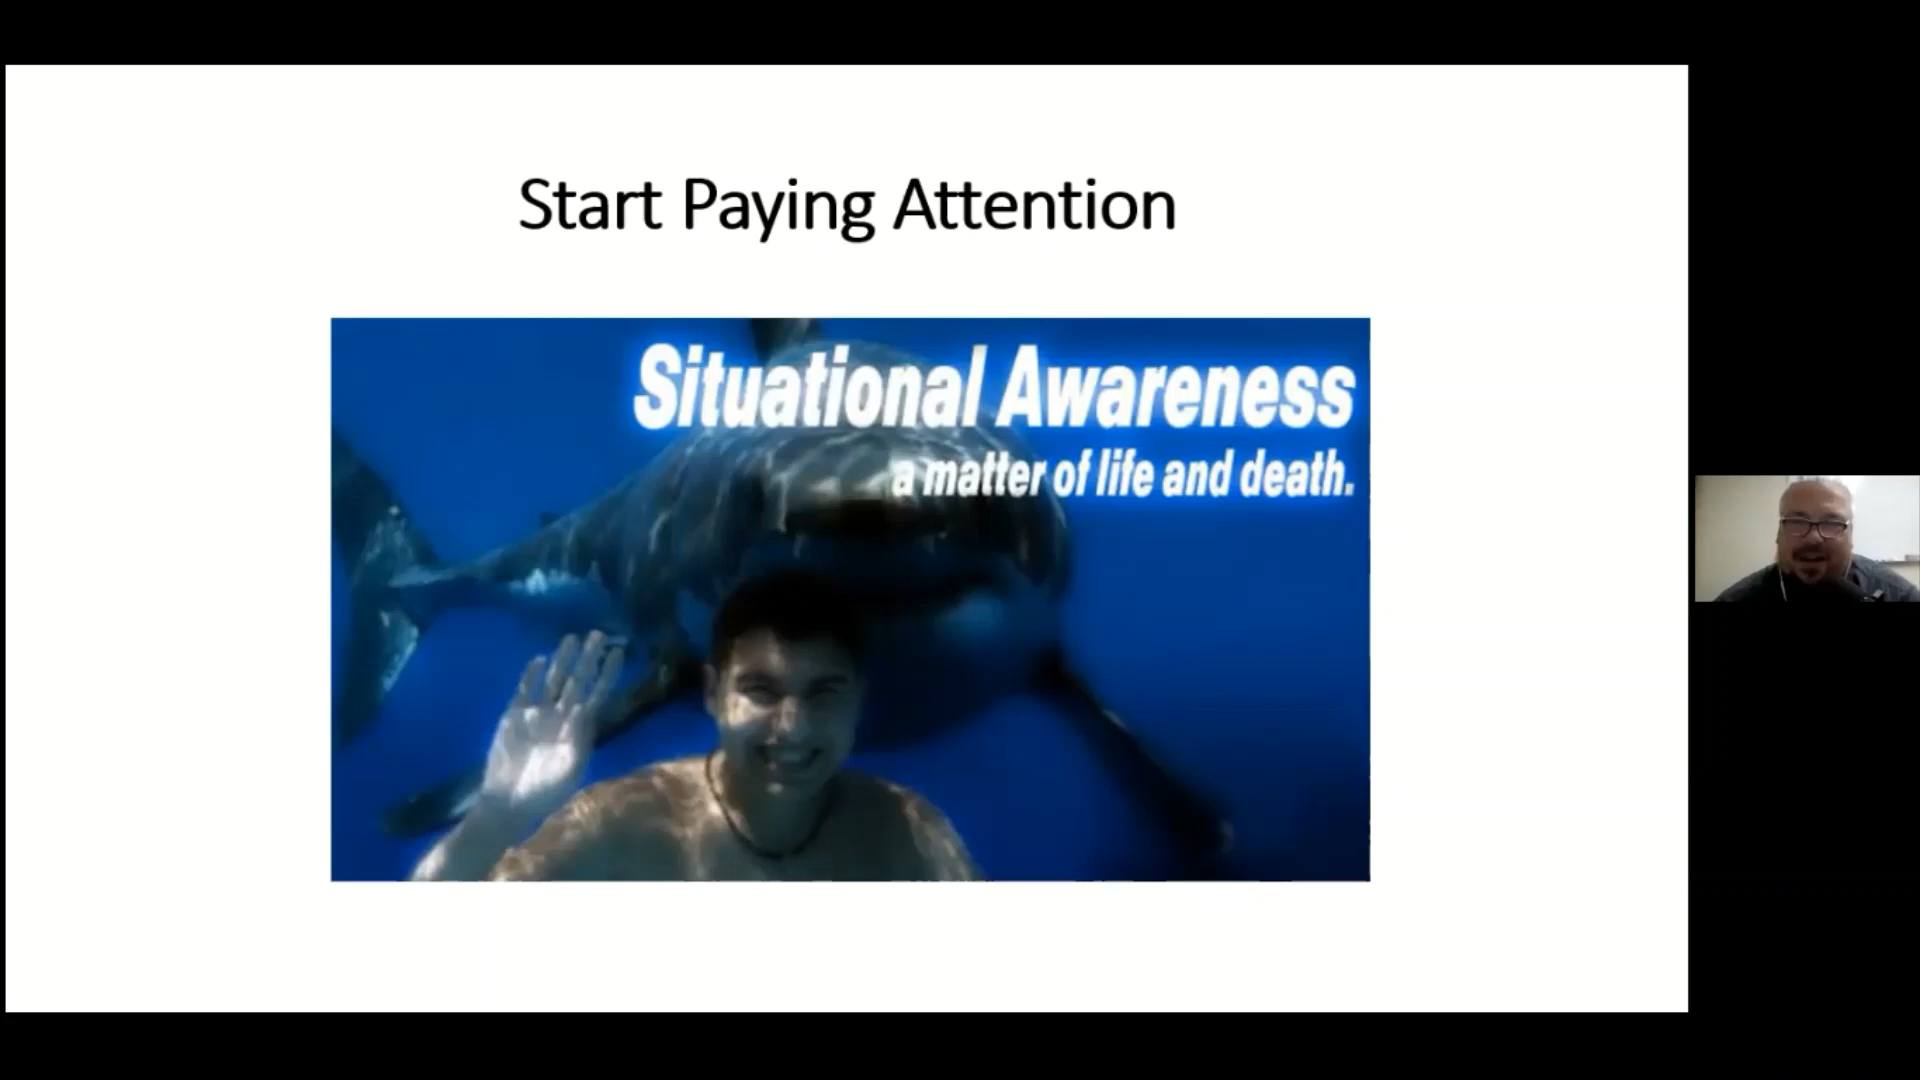 Start Paying Attention
Situational Awareness
a matter of life and death.